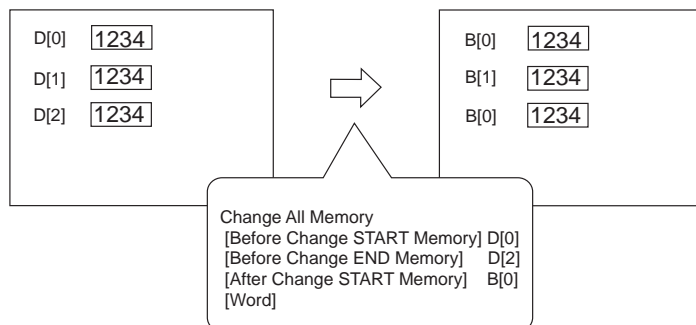 D[0] 1234
D[1] 1234
D[2] 1234
B[0] 1234
B[1] 1234
B[0] 1234
Change All Memory
[Before Change START Memory] D[0]
[Before Change END Memory] D[2]
[After Change START Memory] B[0]
[Word]